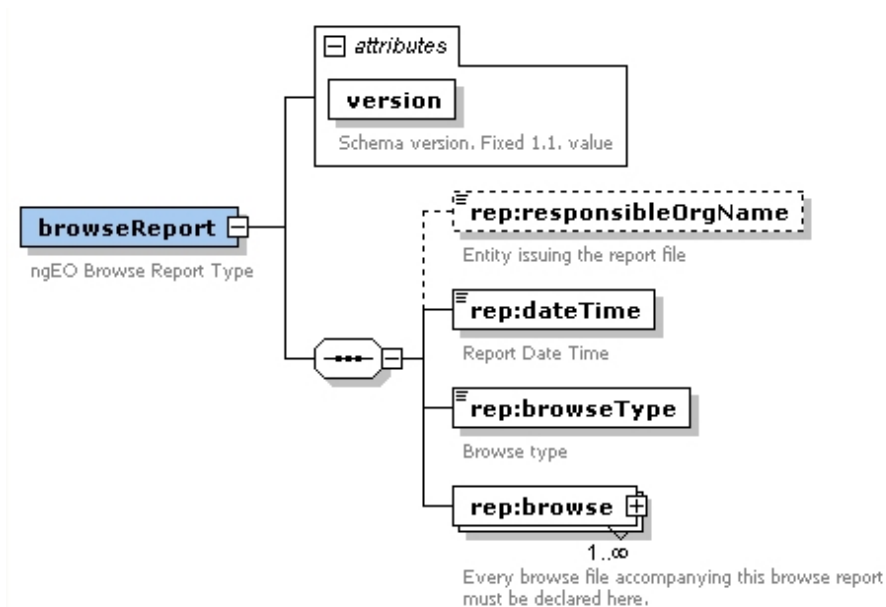 attributes
version
Schema version. Fixed 1.1. value
browseReport
ngEO Browse Report Type
rep:responsibleOrgName
Entity issuing the report file
rep:dateTime
Report Date Time
rep:browseType
Browse type
rep:browse
1..∞
Every browse file accompanying this browse report
must be declared here.